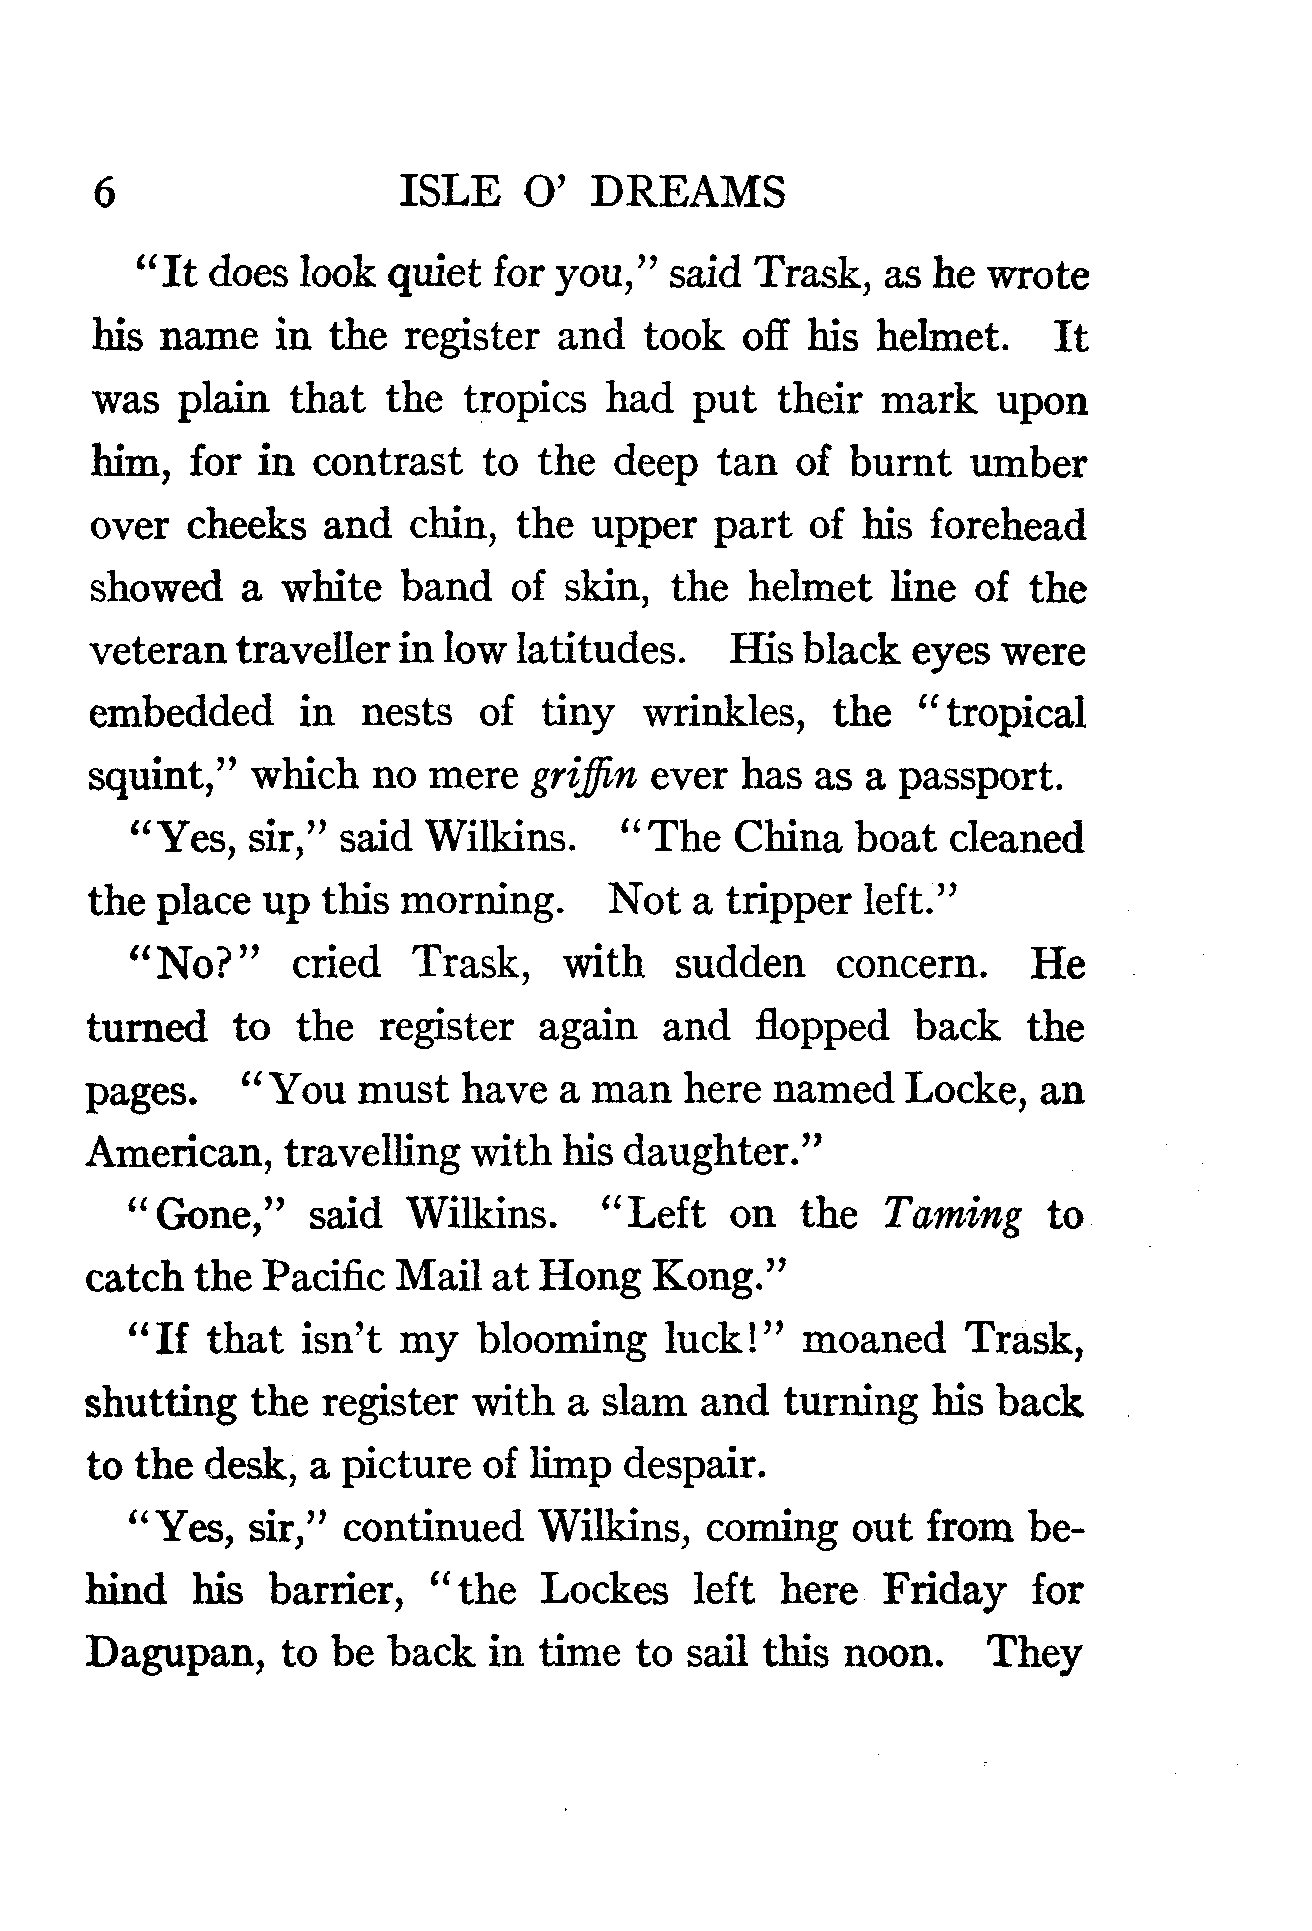 6 ISLE O' DREAMS
“It does look quiet for you,” said Trask, as he wrote
his name in the register and took off his helmet. It
was plain that the tropics had put their mark upon
him, for in contrast to the deep tan of burnt umber
over cheeks and chin, the upper part of his forehead
showed a white band of skin, the helmet line of the
veteran traveller in low latitudes. His black eyes were
embedded in nests of tiny wrinkles, the “tropical
squint,” which no mere griffin ever has as a passport.
“Yes, sir,” said Wilkins. “The China boat cleaned
the place up this morning. Not a tripper left.”
“No?” cried Trask, with sudden concern. He
turned to the register again and flopped back the
pages. “You must have a man here named Locke, an
American, travelling with his daughter.”
“Gone,” said Wilkins. “Left on the Taming to
catch the Pacific Mail at Hong Kong.”
“If that isn’t my blooming luck!” moaned Trask,
shutting the register with a slam and turning his back
to the desk, a picture of limp despair.
“Yes, sir,” continued Wilkins, coming out from be-
hind his barrier, “the Lockes left here Friday for
Dagupan, to be back in time to sail this noon. They